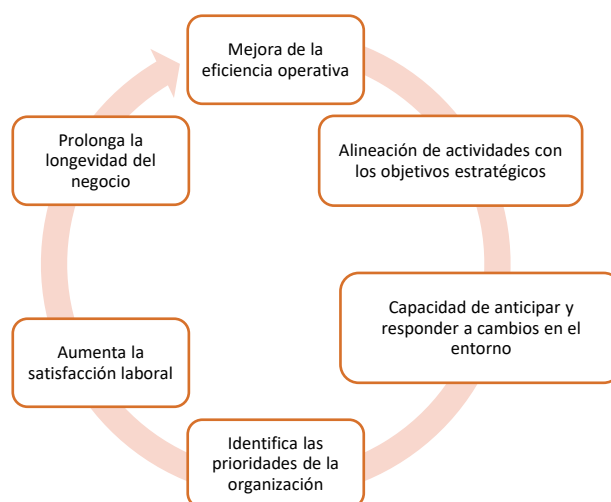 Mejora de la
eficiencia operativa
Alineación de actividades con
los objetivos estratégicos
Capacidad de anticipar y
responder a cambios en el
entorno
Identifica las
prioridades de la
organización
Aumenta la
satisfacción laboral
Prolonga la
longevidad del
negocio